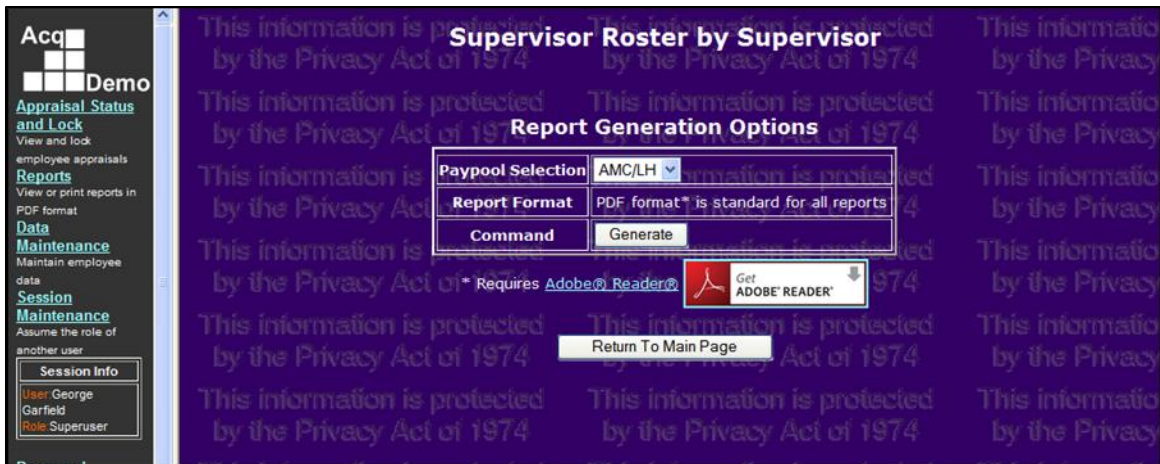 Acq
Demo
Appraisal Status
and Lock
View and lock
employee appraisals
Reports
View or print reports in
PDF format
Data
Maintenance
Maintain employee
data
Session
Maintenance
Assume the role of
another user
Session Info
User:George
Garfield
Role:Superuser
Supervisor Roster by Supervisor
Report Generation Options
Paypool Selection AMC/LH
Report Format PDF format* is standard for all reports
Command Generate
* Requires Adobe® Reader® Get
ADOBE® READER®
Return To Main Page
This information is protected
by the Privacy Act of 1974